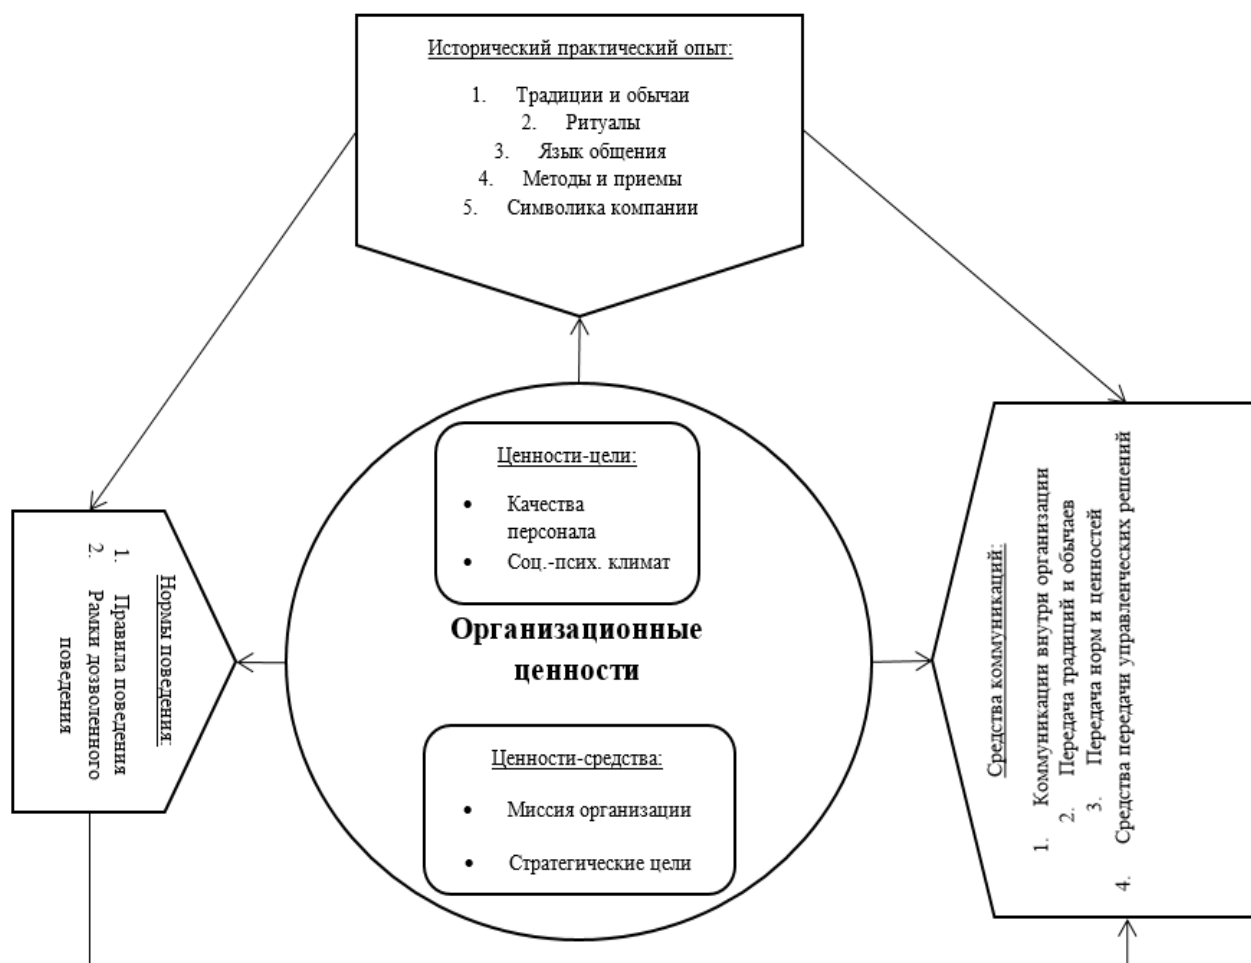 Исторический практический опыт:
1. Традиции и обычаи
2. Ритуалы
3. Язык общения
4. Методы и приемы
5. Символика компании
Ценности-цели:
• Качества
персонала
• Соц.-псих. климат
Организационные
ценности
Ценности-средства:
• Миссия организации
• Стратегические цели
Нормы поведения:
1. Правила поведения
2. Рамки дозволенного
поведения
Средства коммуникаций:
1. Коммуникации внутри организации
2. Передача традиций и обычаев
3. Передача норм и ценностей
4. Средства передачи управленческих решений